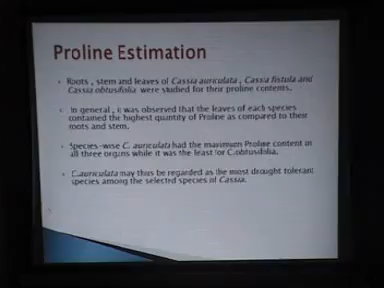 Proline Estimation
Roots , stem and leaves of Cassia auriculata , Cassia fistula and
Cassia obtusifolia were studied for their proline contents.
In general , it was observed that the leaves of each species
contained the highest quantity of Proline as compared to their
roots and stem.
Species-wise C. auriculata had the maximum Proline content in
all three organs while it was the least for C.obtusifolia.
C.auriculata may thus be regarded as the most drought tolerant
species among the selected species of Cassia.